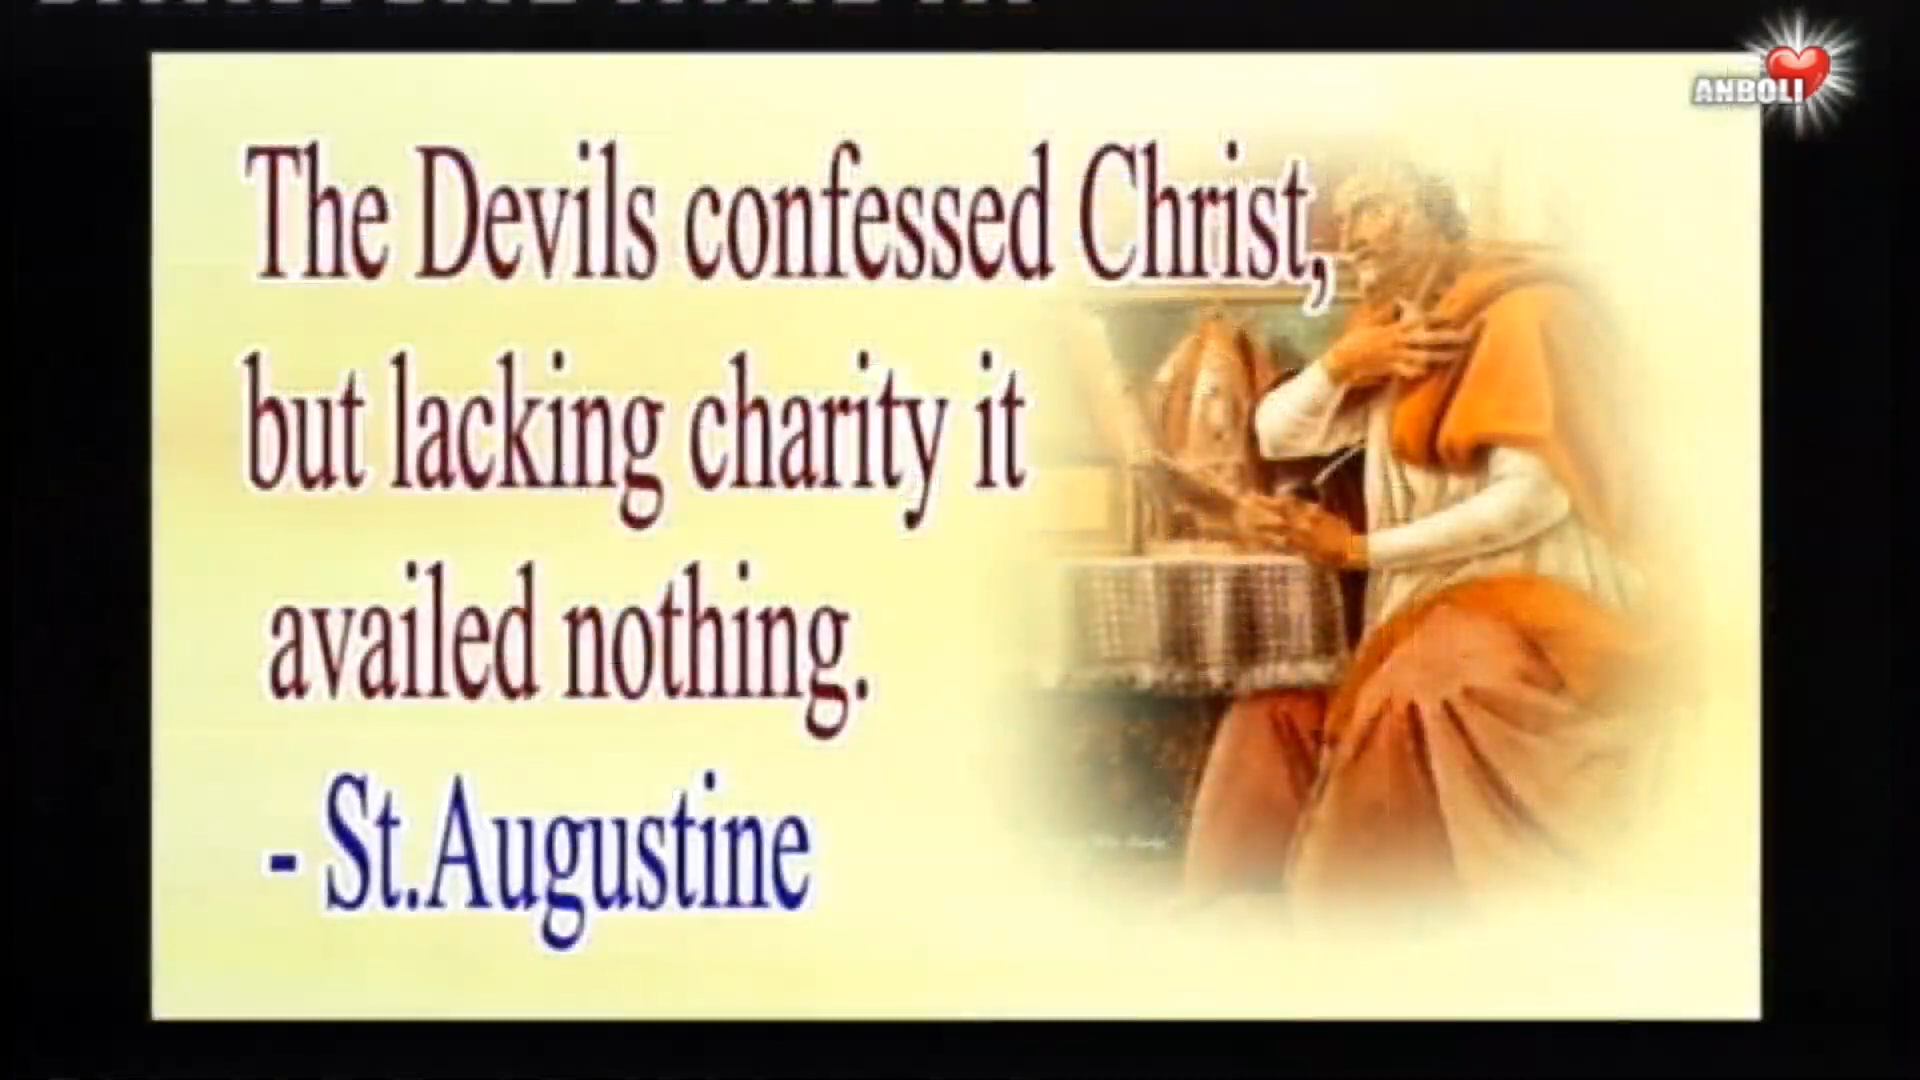 ANBOLI
The Devils confessed Christ,
but lacking charity it
availed nothing.
- St.Augustine